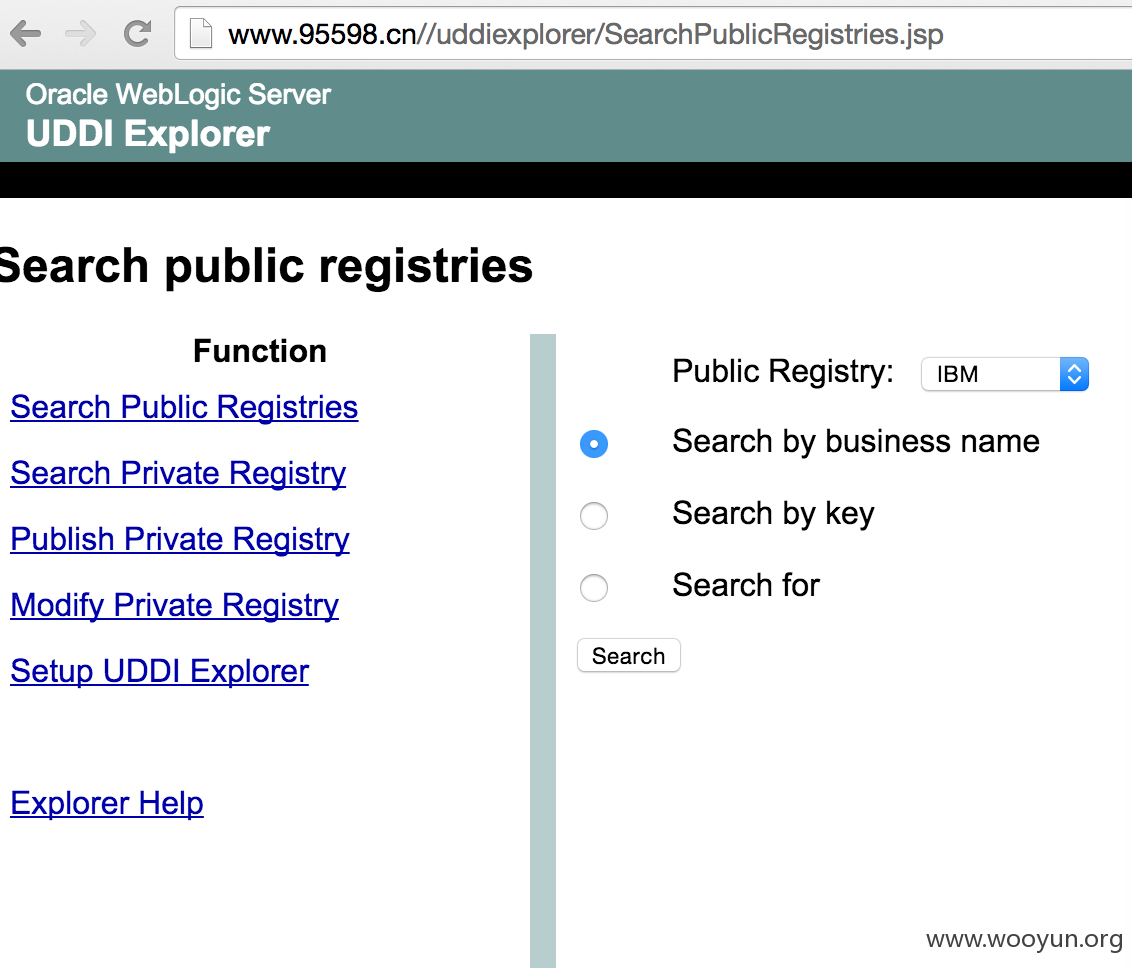 www.95598.cn//uddiexplorer/SearchPublicRegistries.jsp
Oracle WebLogic Server
UDDI Explorer
Search public registries
Function
Search Public Registries
Search Private Registry
Publish Private Registry
Modify Private Registry
Setup UDDI Explorer
Explorer Help
Public Registry: IBM
Search by business name
Search by key
Search for
Search
www.wooyun.org